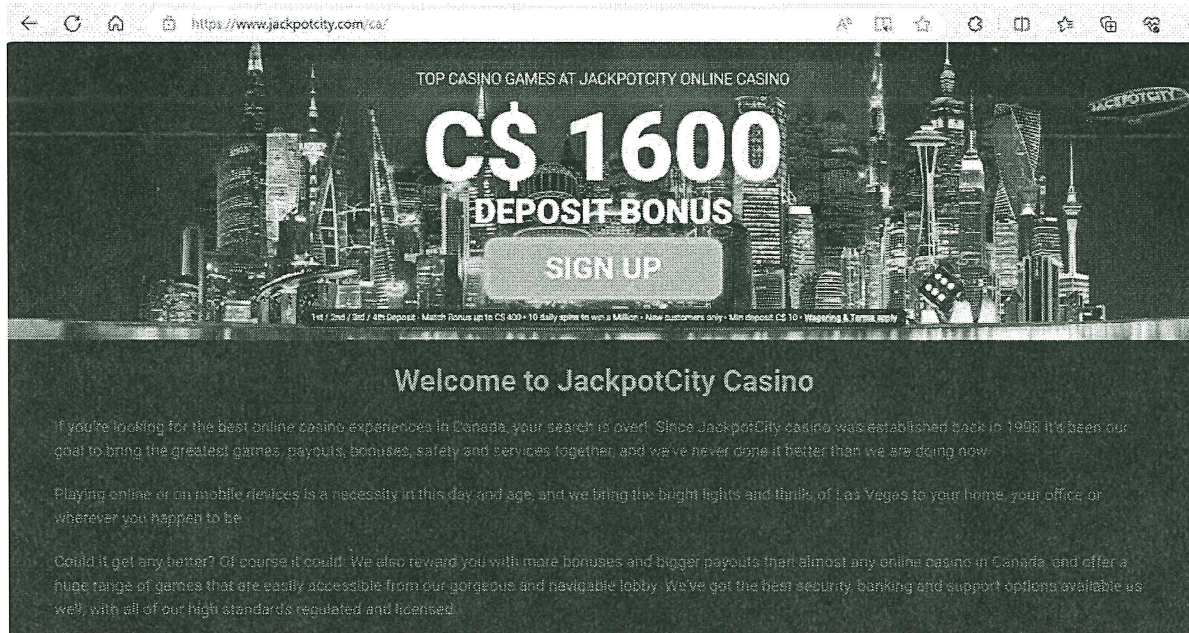 https://www.jackpotcity.com/ca/
JACKPOTCITY
TOP CASINO GAMES AT JACKPOTCITY ONLINE CASINO
C$ 1600
DEPOSIT BONUS
SIGN UP
1st / 2nd / 3rd / 4th Deposit - Match Bonus up to C$ 400 • 10 daily spins to win a Million • New customers only • Min deposit C$ 10 • Wagering & Terms apply
Welcome to JackpotCity Casino
If you're looking for the best online casino experiences in Canada, your search is over! Since JackpotCity casino was established back in 1998 it's been our
goal to bring the greatest games, payouts, bonuses, safety and services together, and we've never done it better than we are doing now.
Playing online or on mobile devices is a necessity in this day and age, and we bring the bright lights and thrills of Las Vegas to your home, your office or
wherever you happen to be.
Could it get any better? Of course it could. We also reward you with more bonuses and bigger payouts than almost any online casino in Canada, and offer a
huge range of games that are easily accessible from our gorgeous and navigable lobby. We've got the best security, banking and support options available as
well, with all of our high standards regulated and licensed.